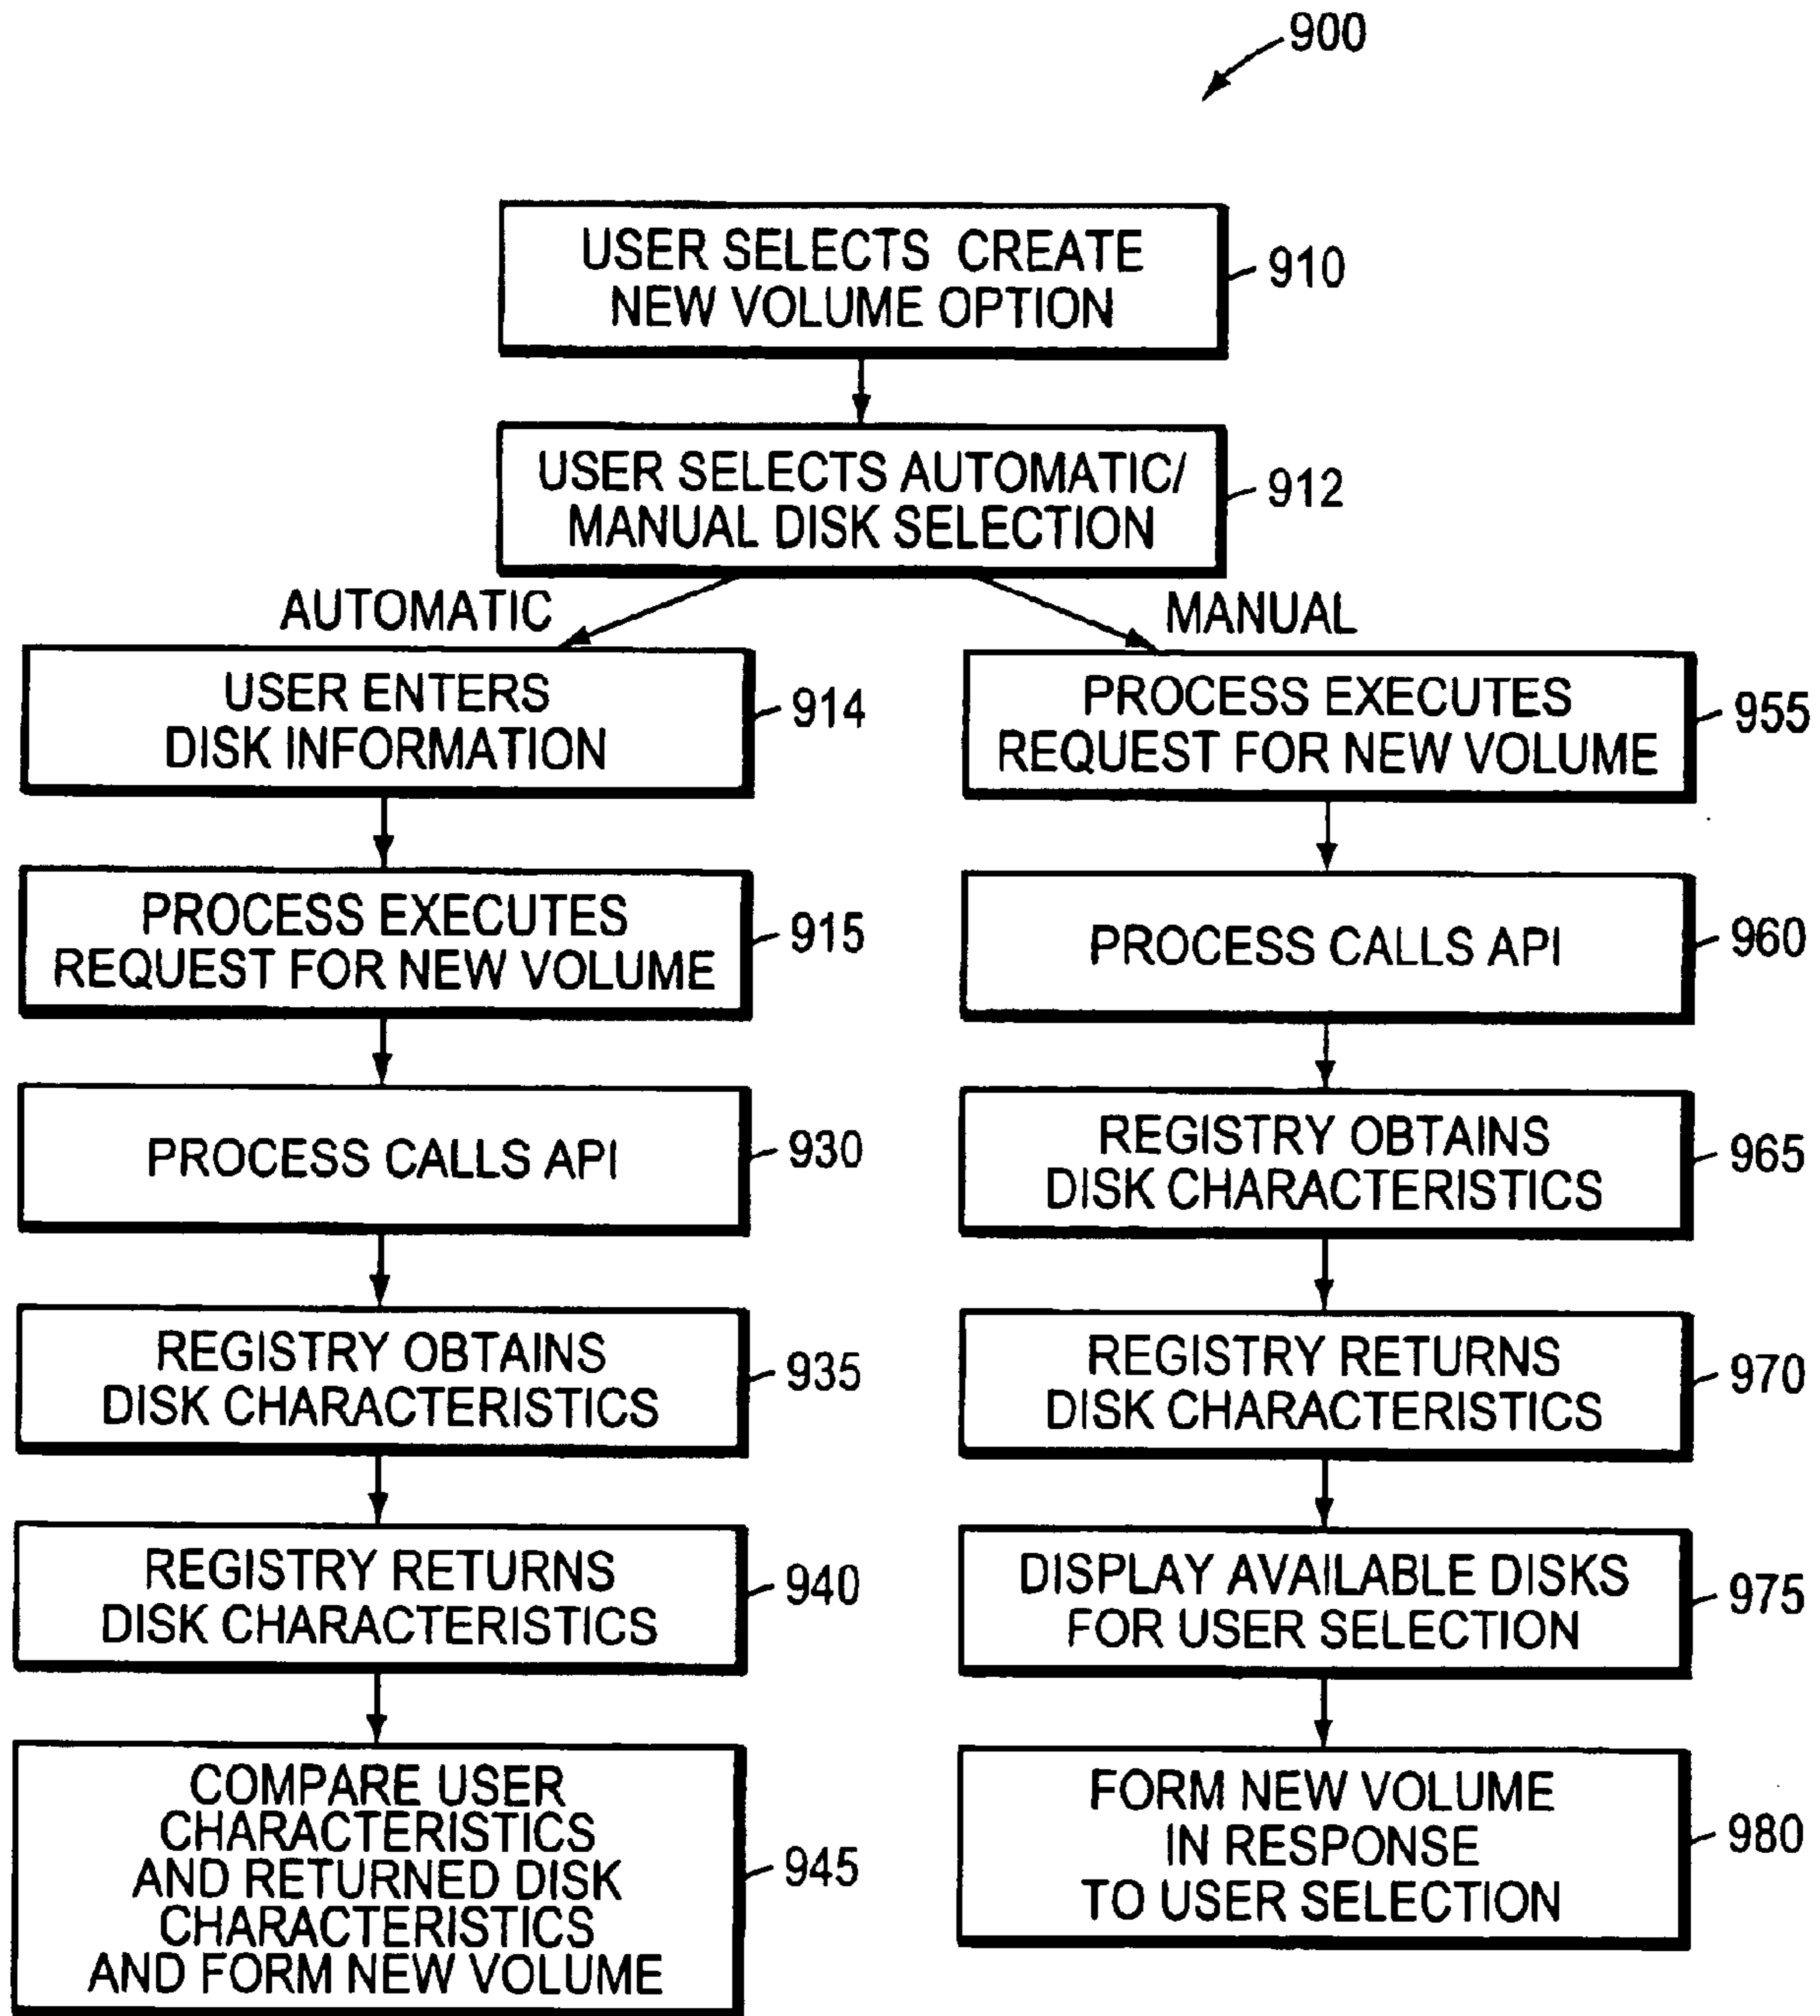 900
USER SELECTS CREATE
NEW VOLUME OPTION
910
USER SELECTS AUTOMATIC/
MANUAL DISK SELECTION
912
AUTOMATIC
MANUAL
USER ENTERS
DISK INFORMATION
914
PROCESS EXECUTES
REQUEST FOR NEW VOLUME
915
PROCESS CALLS API
930
REGISTRY OBTAINS
DISK CHARACTERISTICS
935
REGISTRY RETURNS
DISK CHARACTERISTICS
940
COMPARE USER
CHARACTERISTICS
AND RETURNED DISK
CHARACTERISTICS
AND FORM NEW VOLUME
945
PROCESS EXECUTES
REQUEST FOR NEW VOLUME
955
PROCESS CALLS API
960
REGISTRY OBTAINS
DISK CHARACTERISTICS
965
REGISTRY RETURNS
DISK CHARACTERISTICS
970
DISPLAY AVAILABLE DISKS
FOR USER SELECTION
975
FORM NEW VOLUME
IN RESPONSE
TO USER SELECTION
980